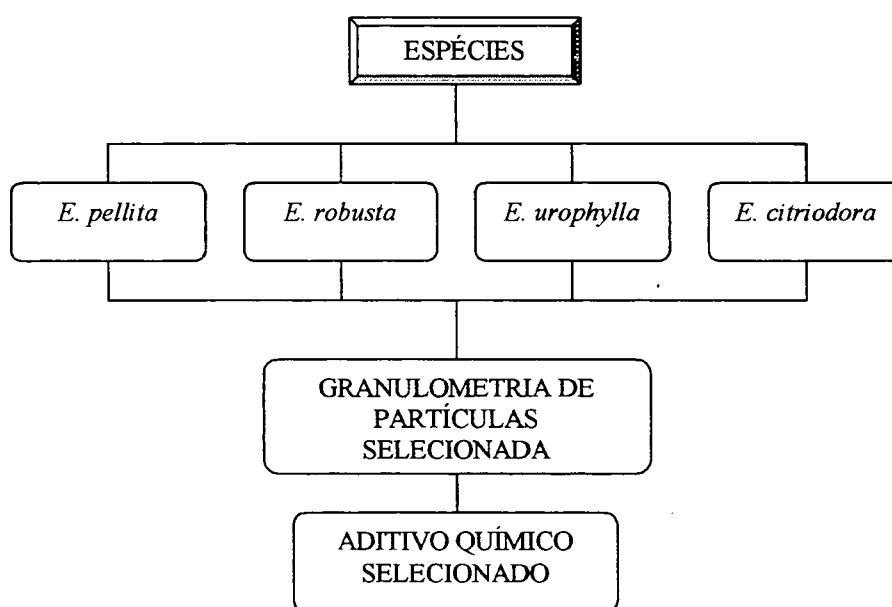 ESPÉCIES
E. pellita
E. robusta
E. urophylla
E. citriodora
GRANULOMETRIA DE
PARTÍCULAS
SELECIONADA
ADITIVO QUÍMICO
SELECIONADO